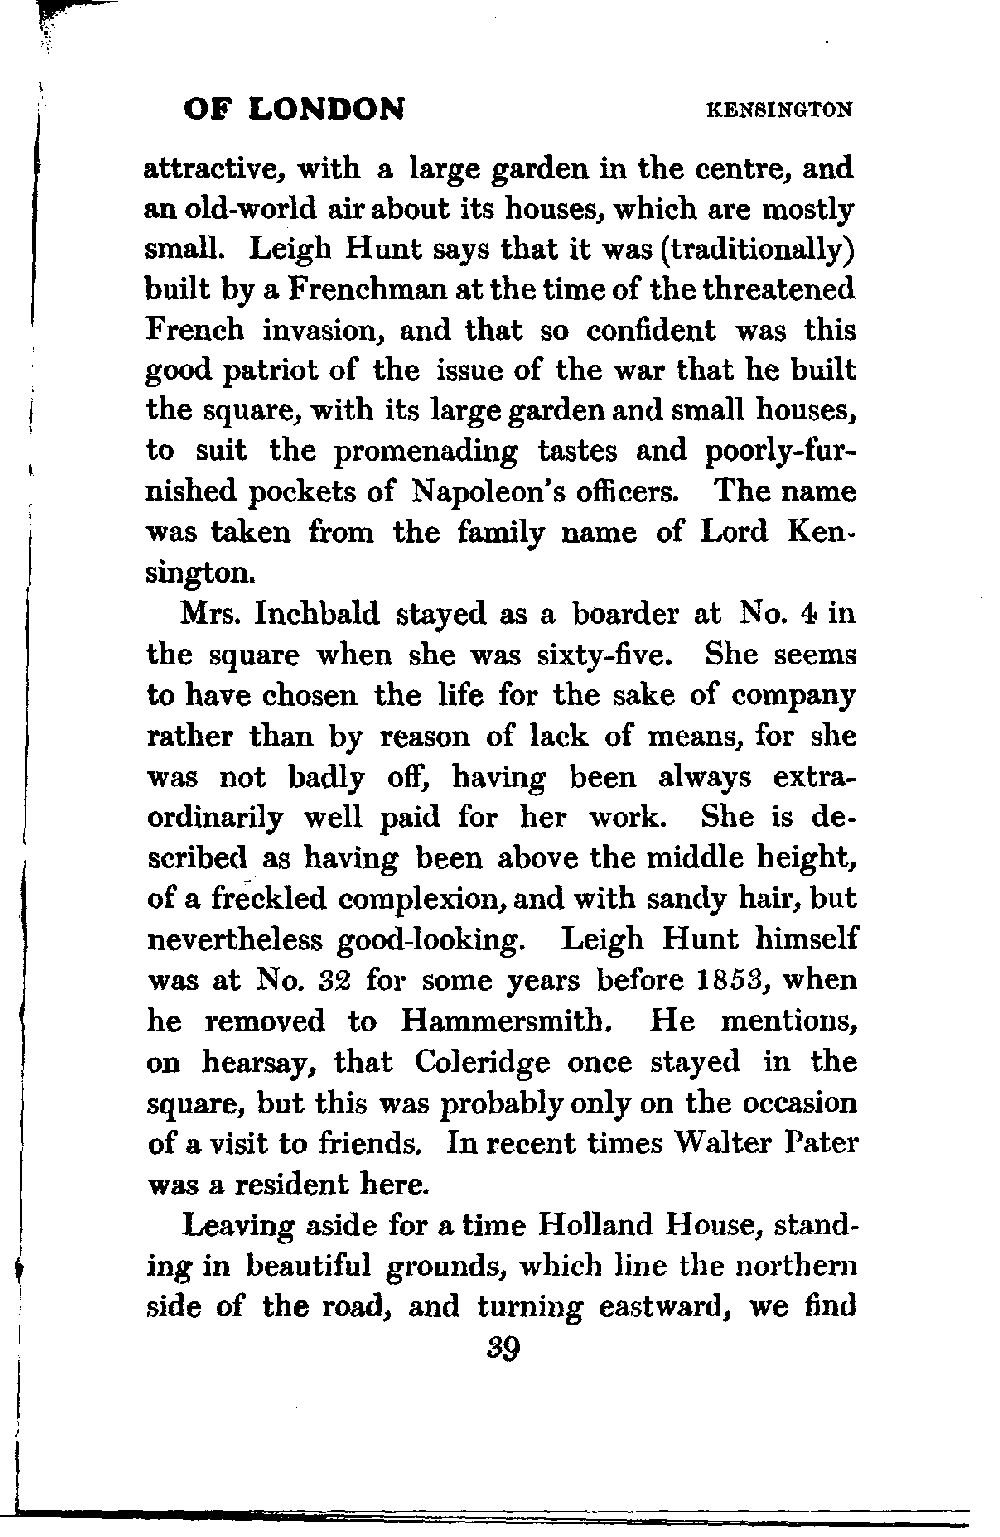 OF LONDON KENSINGTON
attractive, with a large garden in the centre, and
an old-world air about its houses, which are mostly
small. Leigh Hunt says that it was (traditionally)
built by a Frenchman at the time of the threatened
French invasion, and that so confident was this
good patriot of the issue of the war that he built
the square, with its large garden and small houses,
to suit the promenading tastes and poorly-fur-
nished pockets of Napoleon's officers. The name
was taken from the family name of Lord Ken-
sington.
Mrs. Inchbald stayed as a boarder at No. 4 in
the square when she was sixty-five. She seems
to have chosen the life for the sake of company
rather than by reason of lack of means, for she
was not badly off, having been always extra-
ordinarily well paid for her work. She is de-
scribed as having been above the middle height,
of a freckled complexion, and with sandy hair, but
nevertheless good-looking. Leigh Hunt himself
was at No. 32 for some years before 1853, when
he removed to Hammersmith. He mentions,
on hearsay, that Coleridge once stayed in the
square, but this was probably only on the occasion
of a visit to friends. In recent times Walter Pater
was a resident here.
Leaving aside for a time Holland House, stand-
ing in beautiful grounds, which line the northern
side of the road, and turning eastward, we find
39